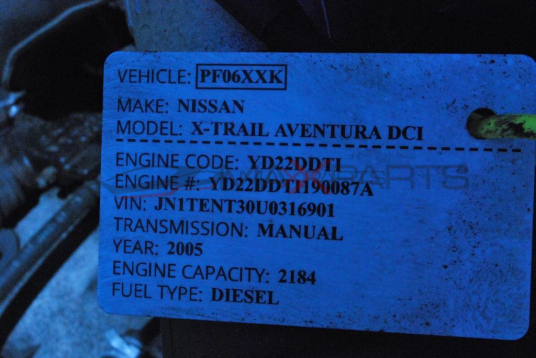 VEHICLE: PF06XXK
MAKE: NISSAN
MODEL: X-TRAIL AVENTURA DCI
ENGINE CODE: YD22DDTI
ENGINE #: YD22DDTI190087A
VIN: JN1TENT30U0316901
TRANSMISSION: MANUAL
YEAR: 2005
ENGINE CAPACITY: 2184
FUEL TYPE: DIESEL